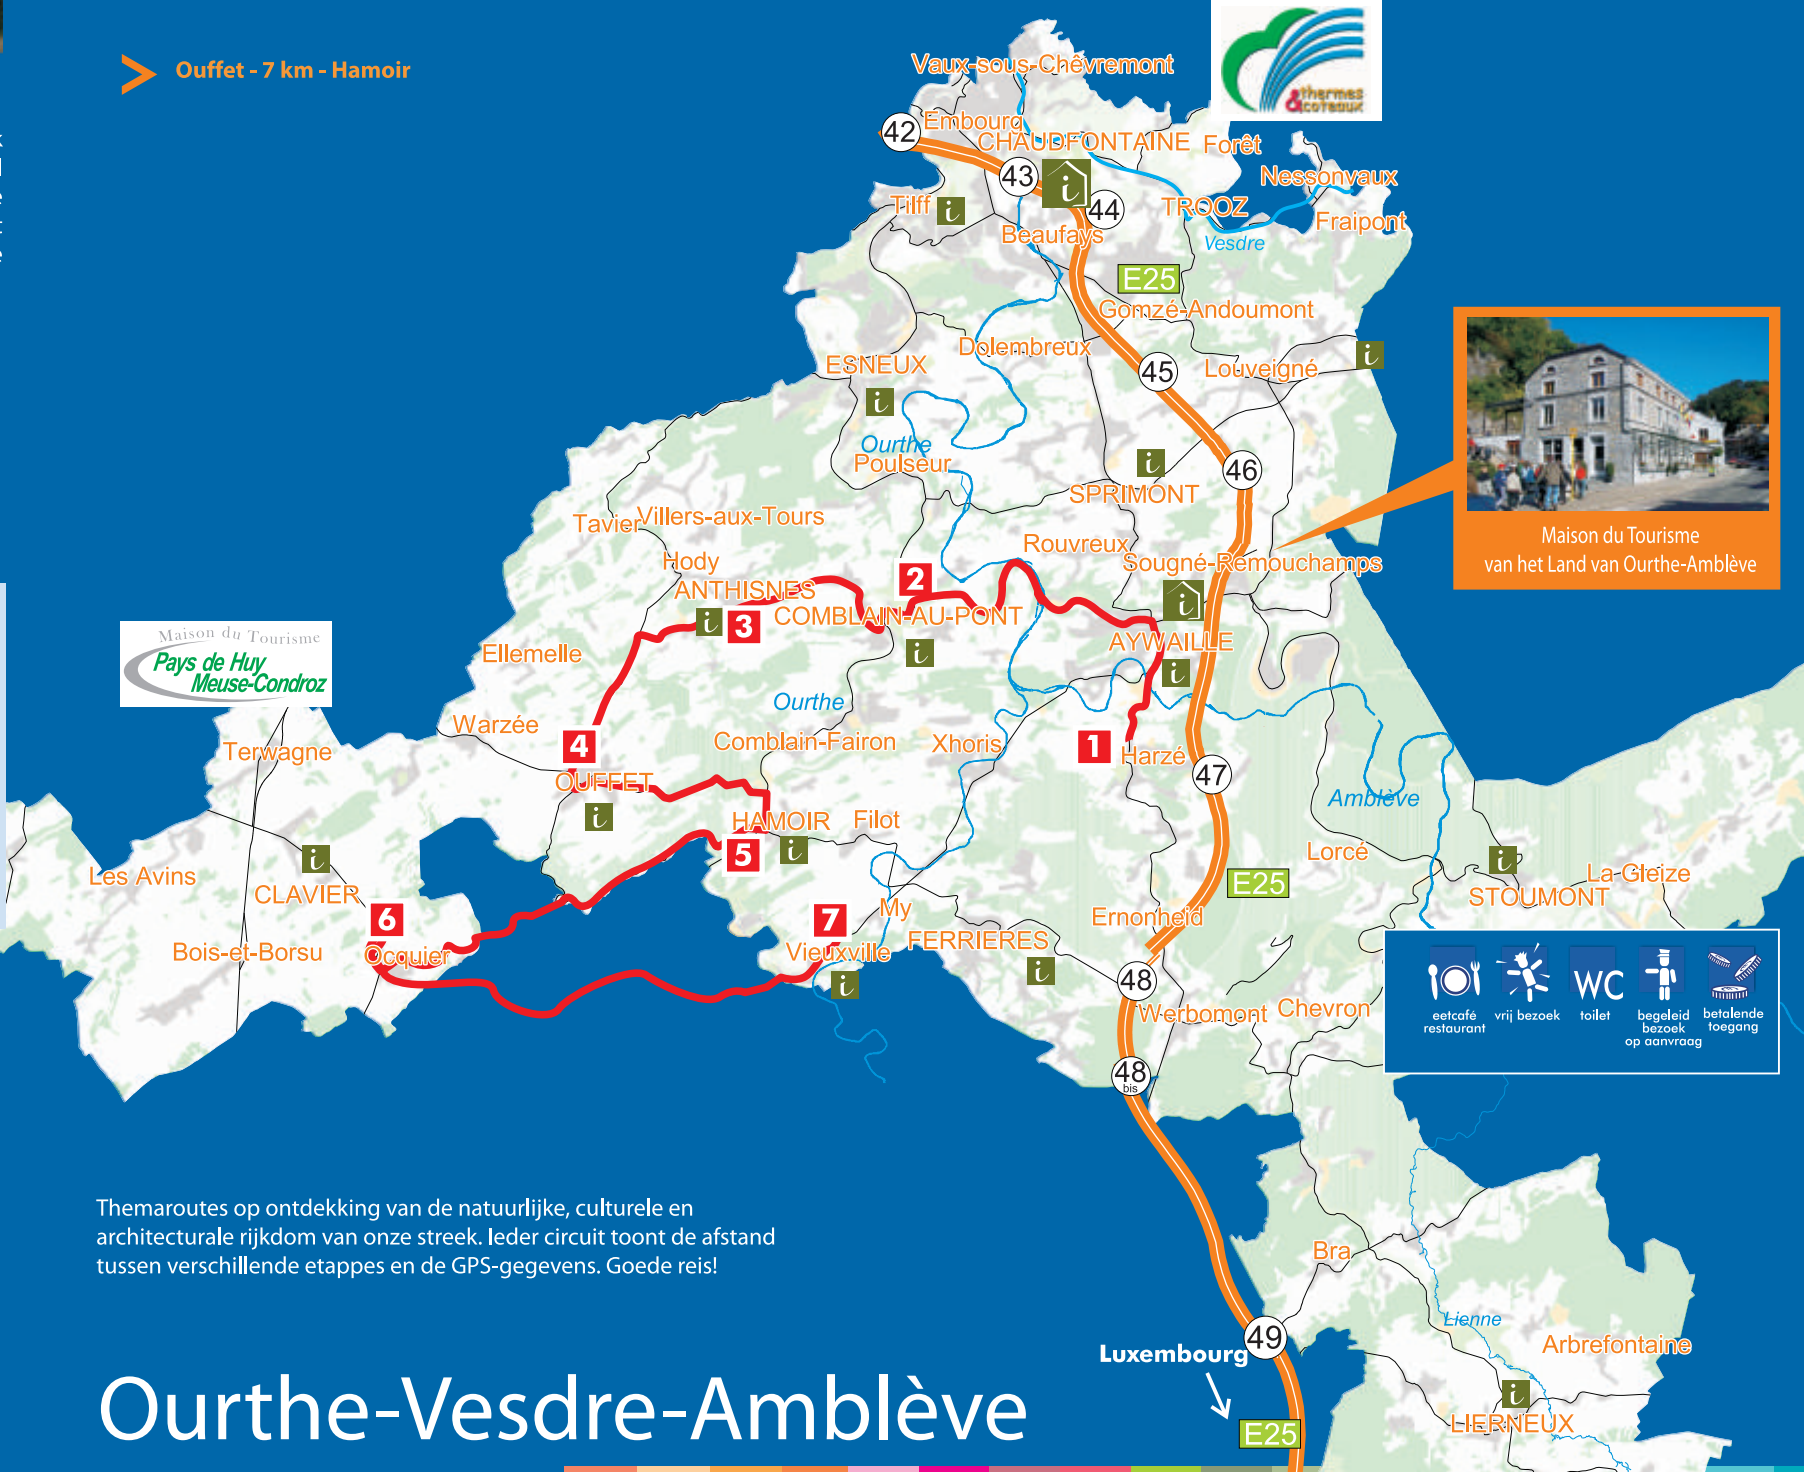 Ouffet - 7 km - Hamoir
thermes
& coteaux
Vaux-sous-Chêvremont
42
Embourg
CHAUDFONTAINE
Forêt
43
Nessonvaux
44
Tilff
TROOZ
Fraipont
Beaufays
Vesdre
E25
Gomzé-Andoumont
Dolembreux
ESNEUX
45
Louveigné
Ourthe
Poulseur
46
SPRIMONT
Maison du Tourisme
van het Land van Ourthe-Amblève
Tavier
Villers-aux-Tours
Rouvreux
Hody
Sougné-Remouchamps
2
ANTHISNES
3
COMBLAIN-AU-PONT
AYWAILLE
Maison du Tourisme
Pays de Huy
Meuse-Condroz
Ellemelle
Ourthe
Warzée
Terwagne
4
Comblain-Fairon
Xhoris
1
Harzé
47
OUFFET
Amblève
HAMOIR
Filot
5
Lorcé
Les Avins
CLAVIER
E25
La Gleize
STOUMONT
6
7
My
Ernonheid
Bois-et-Borsu
Ocquier
Vieuxville
FERRIERES
48
Werbomont
Chevron
WC
eetcafé
restaurant
vrij bezoek
toilet
begeleid
bezoek
op aanvraag
betalende
toegang
48
bis
Themaroutes op ontdekking van de natuurlijke, culturele en
architecturale rijkdom van onze streek. Ieder circuit toont de afstand
tussen verschillende etappes en de GPS-gegevens. Goede reis!
Bra
Lienne
49
Luxembourg
Arbrefontaine
Ourthe-Vesdre-Amblève
E25
LIERNEUX